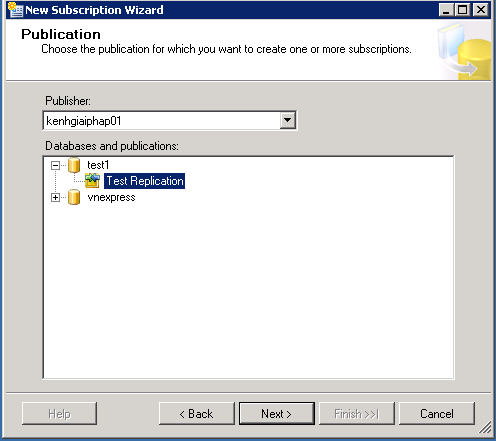 New Subscription Wizard
Publication
Choose the publication for which you want to create one or more subscriptions.
Publisher:
kenhgiaiphap01
Databases and publications:
test1
Test Replication
vnexpress
Help
< Back
Next >
Finish >>|
Cancel